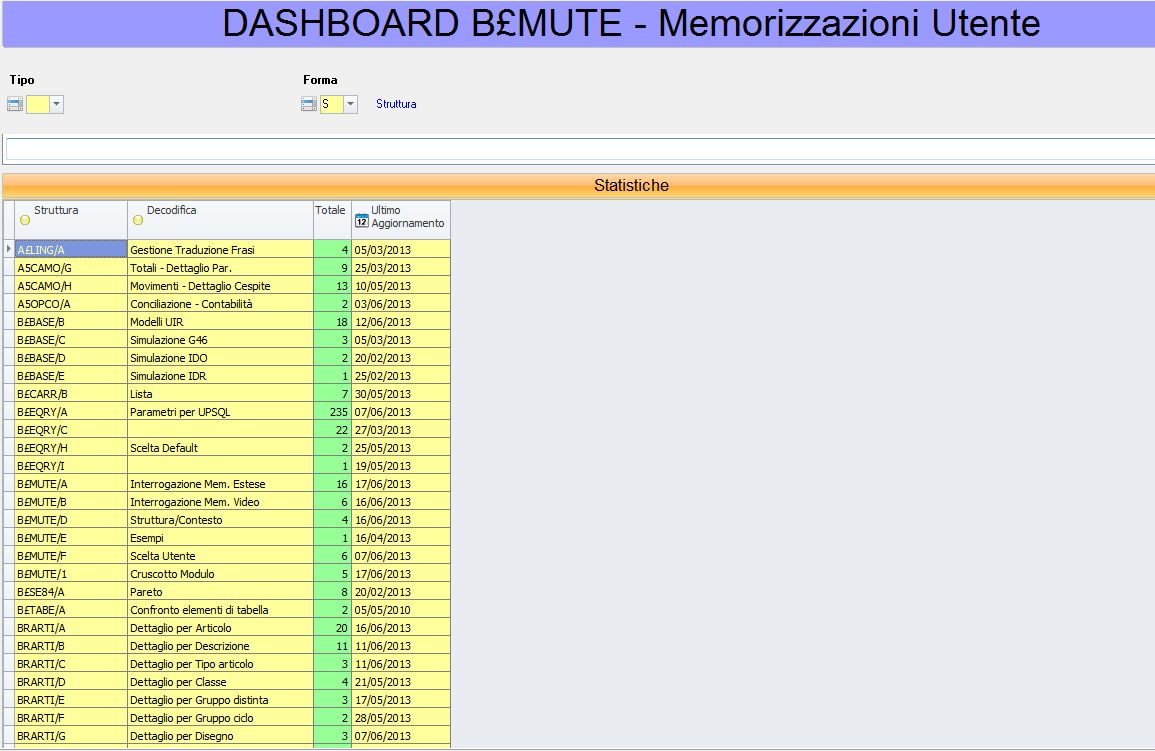 DASHBOARD B£MUTE - Memorizzazioni Utente
Tipo Forma
S Struttura
Statistiche
Struttura Decodifica Totale Ultimo Aggiornamento
12
A£LING/A Gestione Traduzione Frasi 4 05/03/2013
A5CAMO/G Totali - Dettaglio Par. 9 25/03/2013
A5CAMO/H Movimenti - Dettaglio Cespite 13 10/05/2013
A5OPCO/A Conciliazione - Contabilità 2 03/06/2013
B£BASE/B Modelli UIR 18 12/06/2013
B£BASE/C Simulazione G46 3 05/03/2013
B£BASE/D Simulazione IDO 2 20/02/2013
B£BASE/E Simulazione IDR 1 25/02/2013
B£CARR/B Lista 7 30/05/2013
B£EQRY/A Parametri per UPSQL 235 07/06/2013
B£EQRY/C 22 27/03/2013
B£EQRY/H Scelta Default 2 25/05/2013
B£EQRY/I 1 19/05/2013
B£MUTE/A Interrogazione Mem. Estese 16 17/06/2013
B£MUTE/B Interrogazione Mem. Video 6 16/06/2013
B£MUTE/D Struttura/Contesto 4 16/06/2013
B£MUTE/E Esempi 1 16/04/2013
B£MUTE/F Scelta Utente 6 07/06/2013
B£MUTE/1 Cruscotto Modulo 5 17/06/2013
B£SE84/A Pareto 8 20/02/2013
B£TABE/A Confronto elementi di tabella 2 05/05/2010
BRARTI/A Dettaglio per Articolo 20 16/06/2013
BRARTI/B Dettaglio per Descrizione 11 11/06/2013
BRARTI/C Dettaglio per Tipo articolo 3 11/06/2013
BRARTI/D Dettaglio per Classe 4 21/05/2013
BRARTI/E Dettaglio per Gruppo distinta 3 17/05/2013
BRARTI/F Dettaglio per Gruppo ciclo 2 28/05/2013
BRARTI/G Dettaglio per Disegno 3 07/06/2013